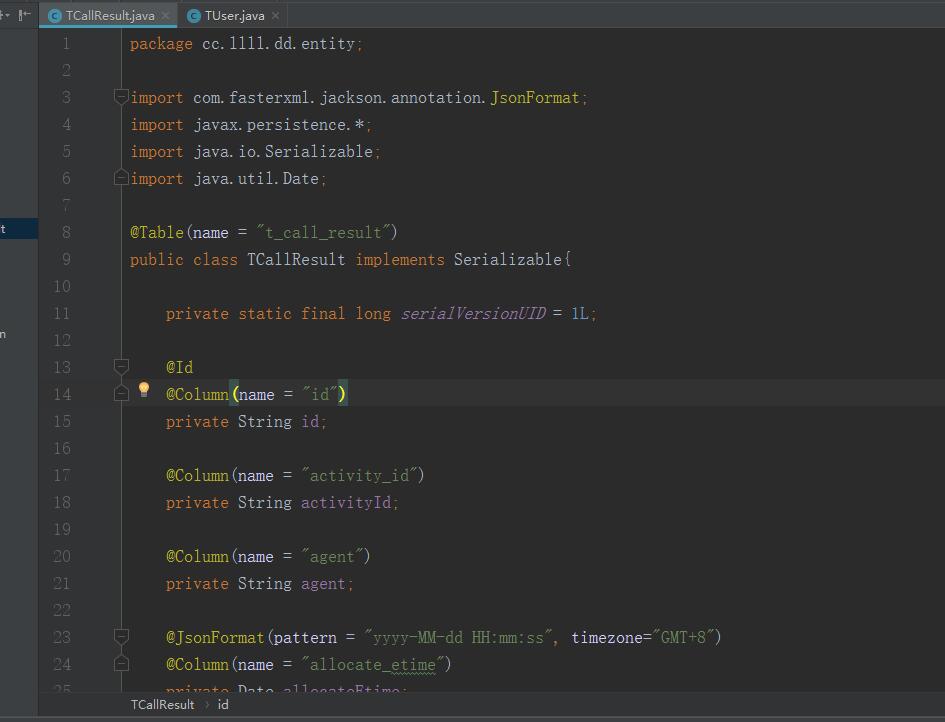 TCallResult.java × TUser.java ×
1 package cc.llll.dd.entity;
2
3 import com.fasterxml.jackson.annotation.JsonFormat;
4 import javax.persistence.*;
5 import java.io.Serializable;
6 import java.util.Date;
7
8 @Table(name = "t_call_result")
9 public class TCallResult implements Serializable{
10
11 private static final long serialVersionUID = 1L;
12
13 @Id
14 @Column(name = "id")
15 private String id;
16
17 @Column(name = "activity_id")
18 private String activityId;
19
20 @Column(name = "agent")
21 private String agent;
22
23 @JsonFormat(pattern = "yyyy-MM-dd HH:mm:ss", timezone="GMT+8")
24 @Column(name = "allocate_etime")
25 private Date allocateEtime;
TCallResult › id